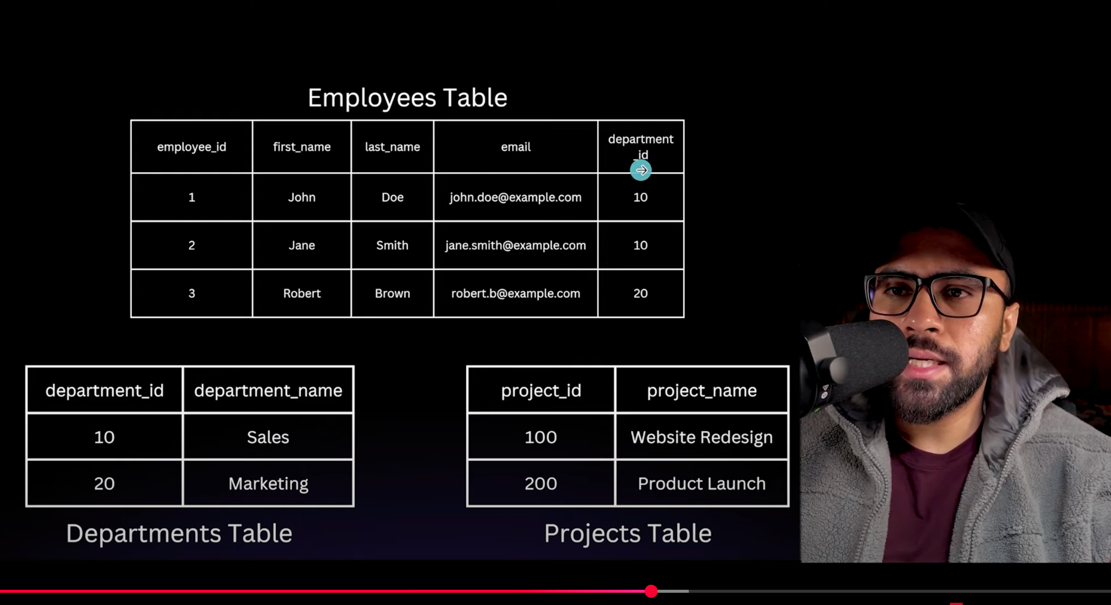 Employees Table
employee_id first_name last_name email department
_id
1 John Doe john.doe@example.com 10
2 Jane Smith jane.smith@example.com 10
3 Robert Brown robert.b@example.com 20
department_id department_name
10 Sales
20 Marketing
Departments Table
project_id project_name
100 Website Redesign
200 Product Launch
Projects Table